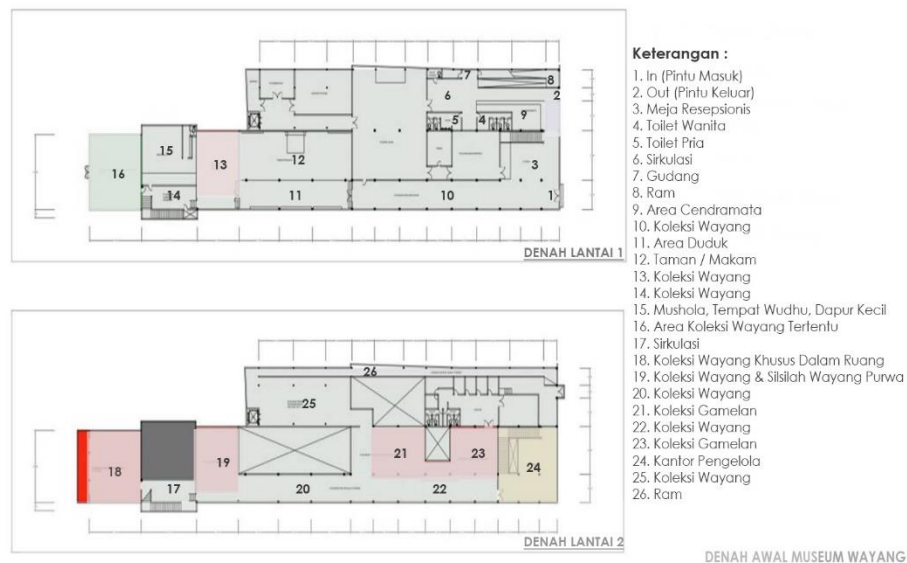 8
7
2
6
9
5
4
15
12
3
13
16
14
11
10
1
DENAH LANTAI 1
26
25
21
23
18
19
24
17
20
22
DENAH LANTAI 2
Keterangan :
1. In (Pintu Masuk)
2. Out (Pintu Keluar)
3. Meja Resepsionis
4. Toilet Wanita
5. Toilet Pria
6. Sirkulasi
7. Gudang
8. Ram
9. Area Cendramata
10. Koleksi Wayang
11. Area Duduk
12. Taman / Makam
13. Koleksi Wayang
14. Koleksi Wayang
15. Mushola, Tempat Wudhu, Dapur Kecil
16. Area Koleksi Wayang Tertentu
17. Sirkulasi
18. Koleksi Wayang Khusus Dalam Ruang
19. Koleksi Wayang & Silsilah Wayang Purwa
20. Koleksi Wayang
21. Koleksi Gamelan
22. Koleksi Wayang
23. Koleksi Gamelan
24. Kantor Pengelola
25. Koleksi Wayang
26. Ram
DENAH AWAL MUSEUM WAYANG